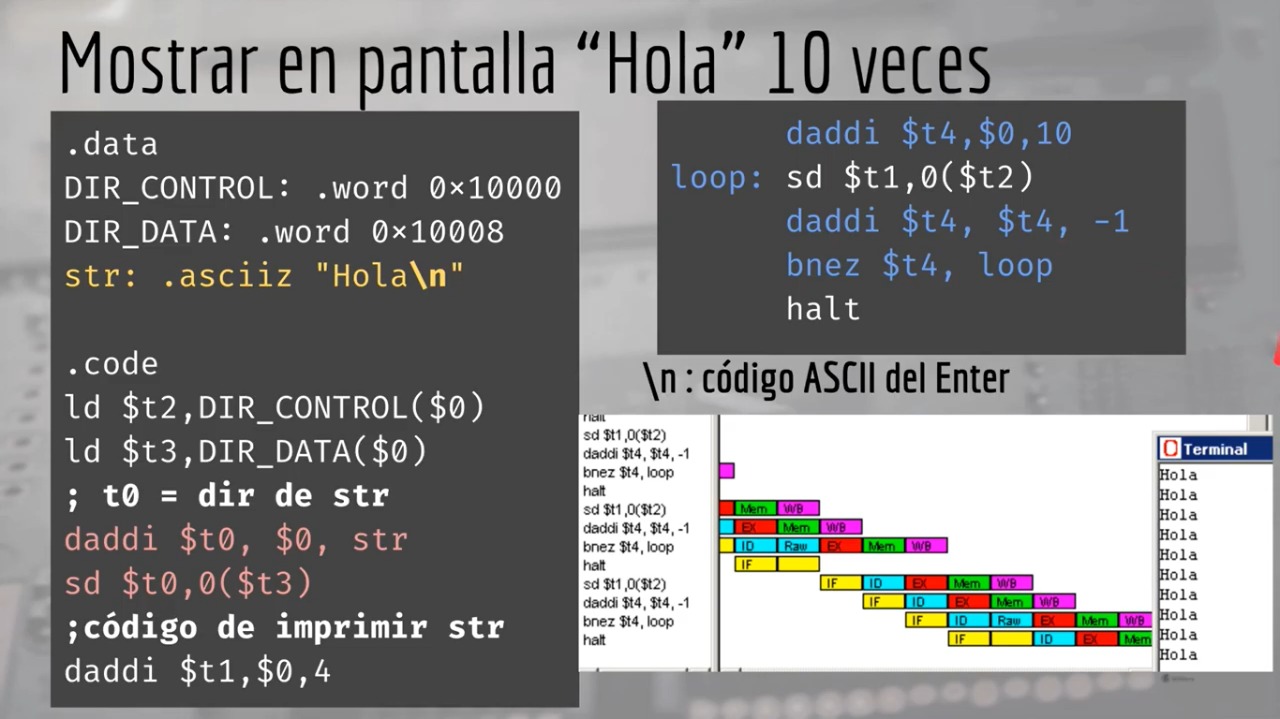 Mostrar en pantalla “Hola” 10 veces
.data
DIR_CONTROL: .word 0×10000
DIR_DATA: .word 0×10008
str: .asciiz "Hola\n"
.code
ld $t2,DIR_CONTROL($0)
ld $t3,DIR_DATA($0)
; t0 = dir de str
daddi $t0, $0, str
sd $t0,0($t3)
;código de imprimir str
daddi $t1,$0,4
daddi $t4,$0,10
loop: sd $t1,0($t2)
daddi $t4, $t4, -1
bnez $t4, loop
halt
\n : código ASCII del Enter
halt
sd $t1,0($t2)
daddi $t4, $t4, -1
bnez $t4, loop
halt
sd $t1,0($t2) Mem WB
daddi $t4, $t4, -1 EX Mem WB
bnez $t4, loop ID Raw EX Mem WB
halt IF
sd $t1,0($t2) IF ID EX Mem WB
daddi $t4, $t4, -1 IF ID EX Mem WB
bnez $t4, loop IF ID Raw EX Mem WB
halt IF ID EX Mem
Terminal
Hola
Hola
Hola
Hola
Hola
Hola
Hola
Hola
Hola
Hola